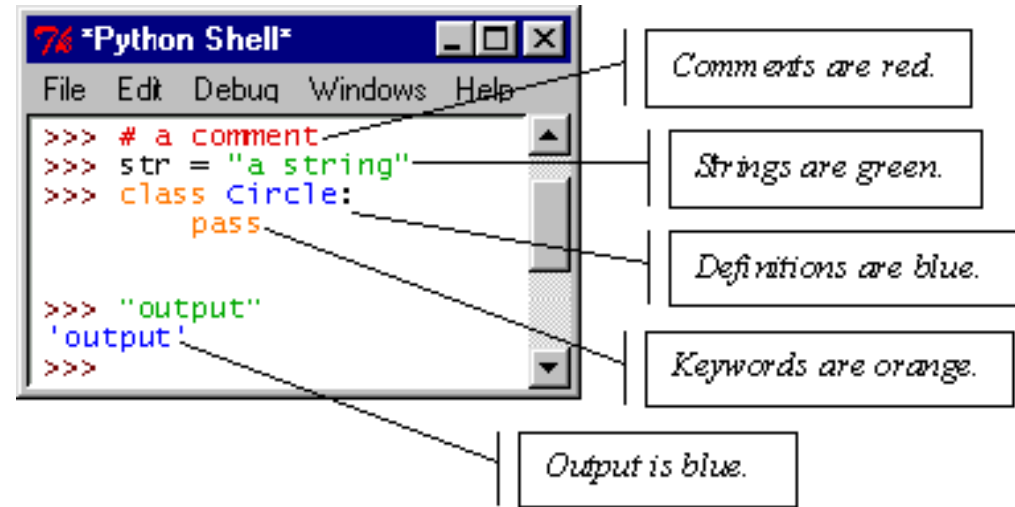 *Python Shell*
File Edit Debug Windows Help
>>> # a comment
>>> str = "a string"
>>> class Circle:
pass
>>> "output"
'output'
>>>
Comments are red.
Strings are green.
Definitions are blue.
Keywords are orange.
Output is blue.